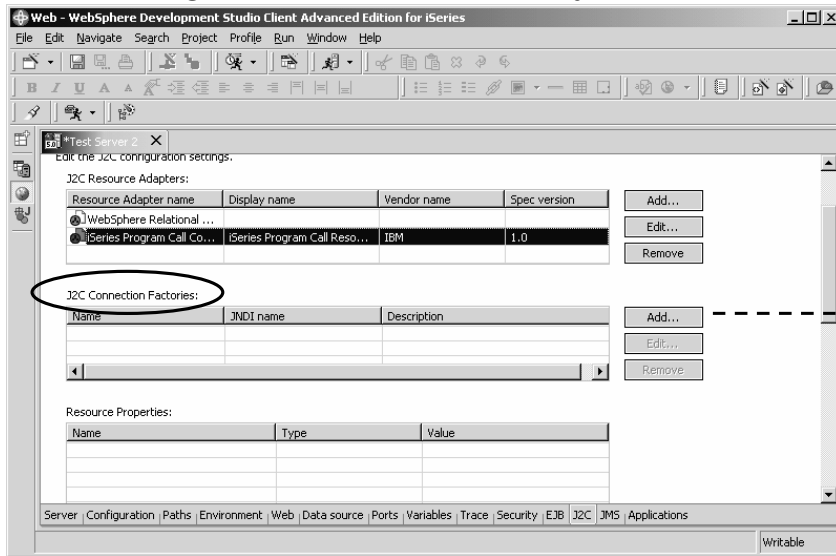 Web - WebSphere Development Studio Client Advanced Edition for iSeries
File Edit Navigate Search Project Profile Run Window Help
B I U A A
*Test Server 2
Edit the J2C configuration settings.
J2C Resource Adapters:
Resource Adapter name Display name Vendor name Spec version
WebSphere Relational ...
iSeries Program Call Co... iSeries Program Call Reso... IBM 1.0
Add...
Edit...
Remove
J2C Connection Factories:
Name JNDI name Description
Add...
Edit...
Remove
Resource Properties:
Name Type Value
Server Configuration Paths Environment Web Data source Ports Variables Trace Security EJB J2C JMS Applications
Writable